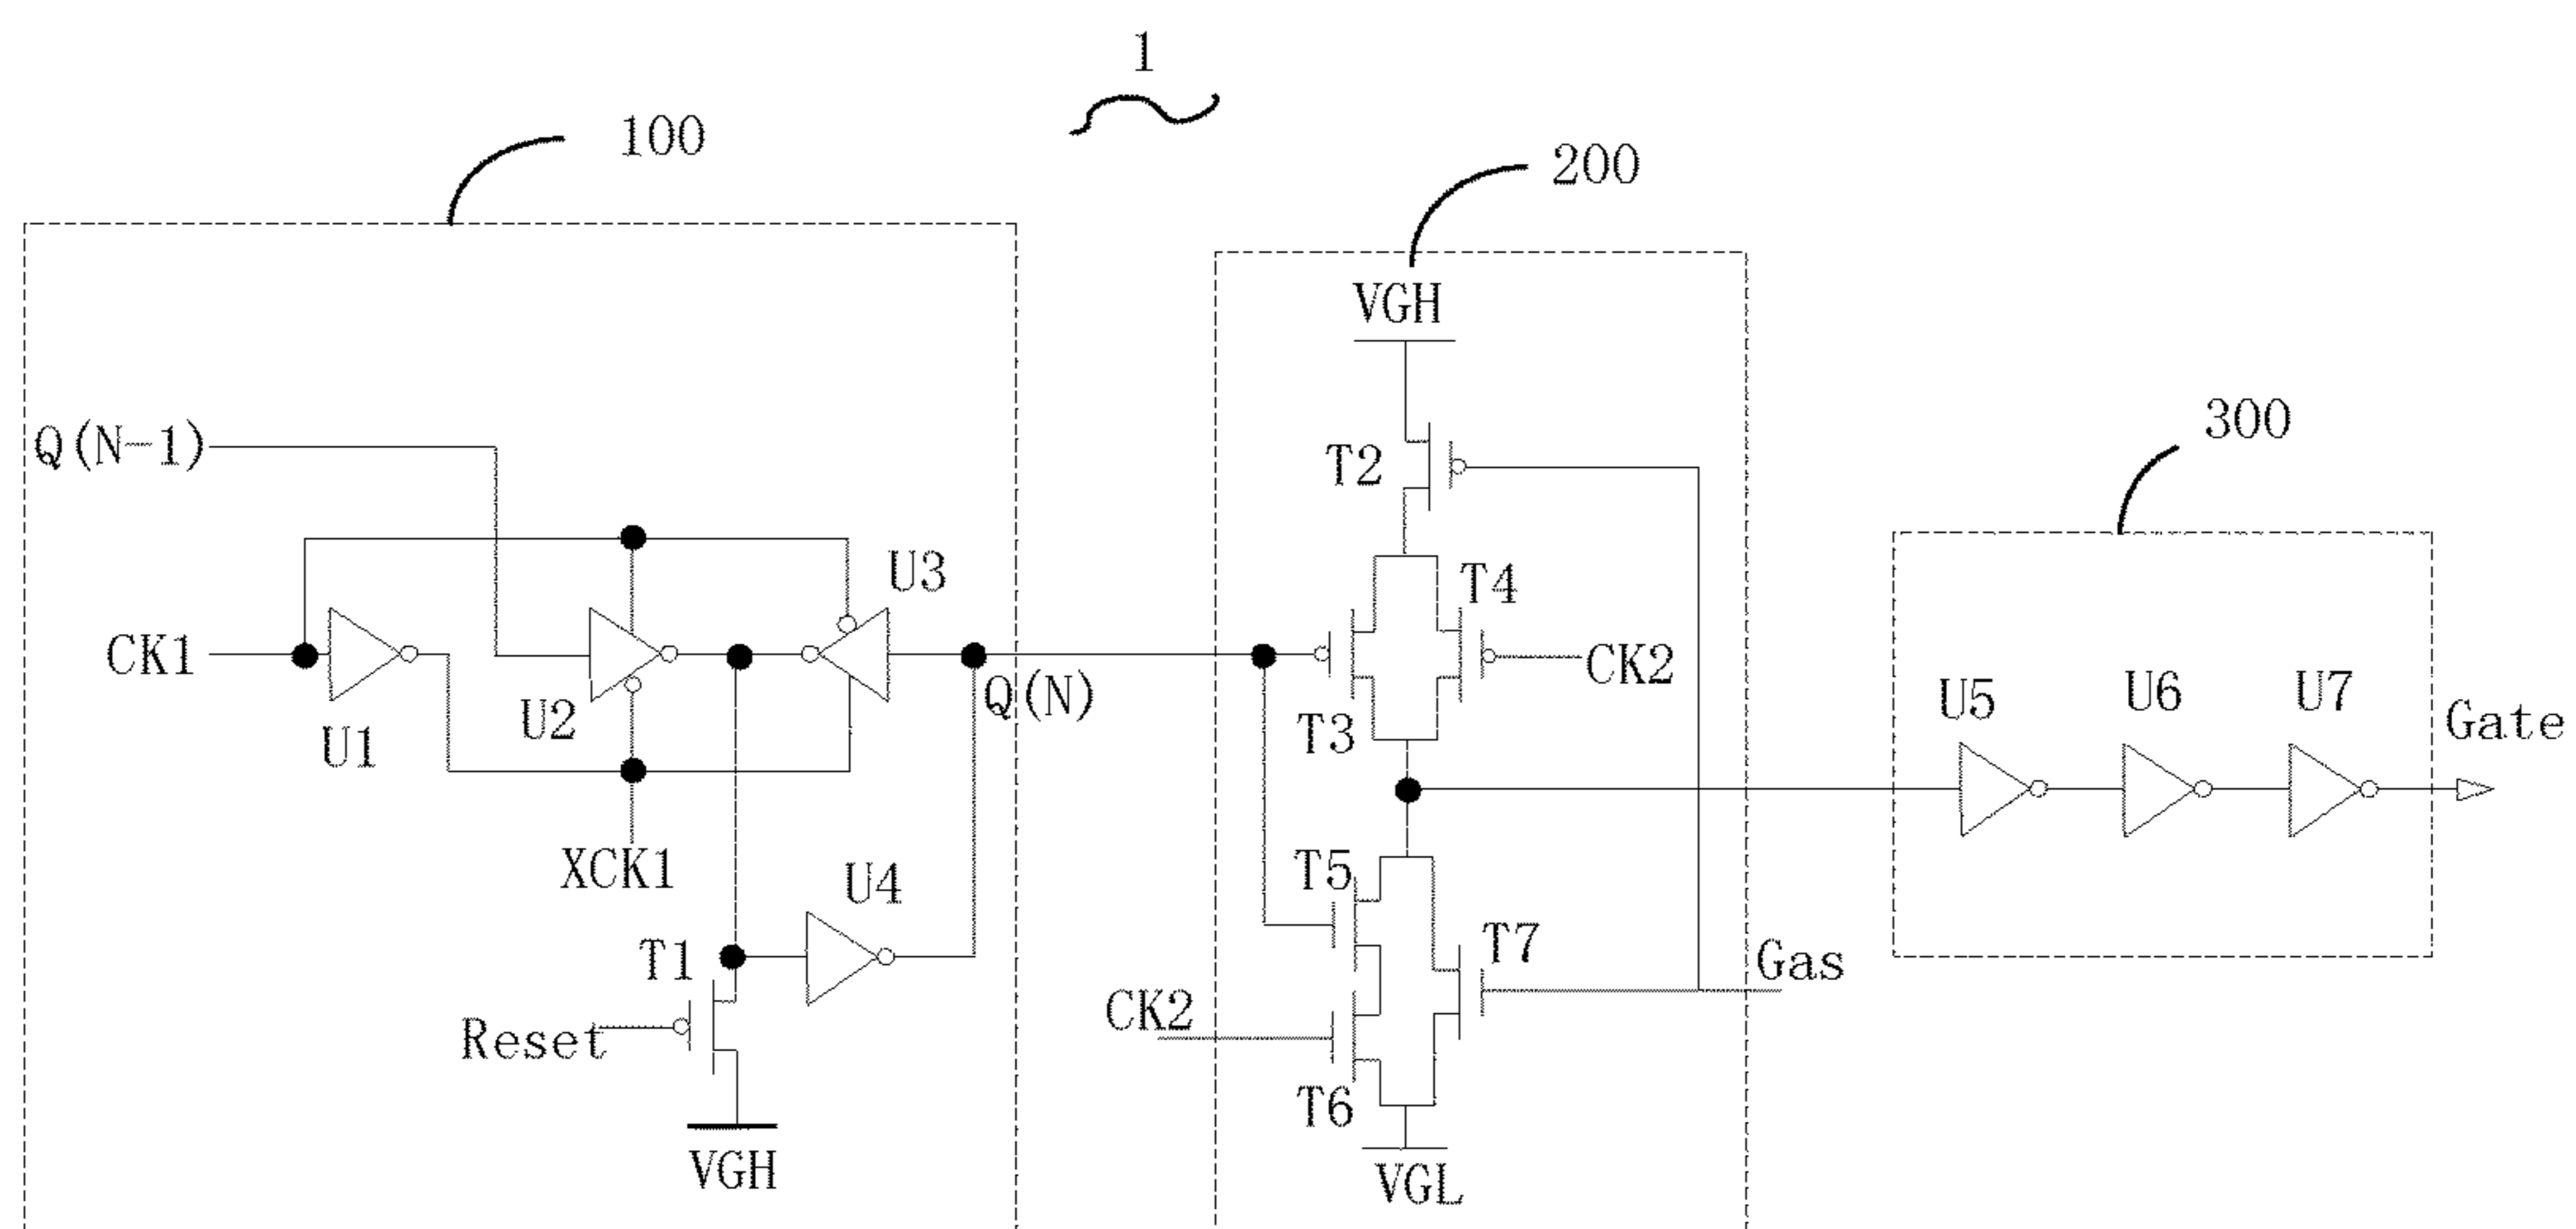 1
100
200
VGH
300
Q(N-1)
T2
U3
T4
CK1
CK2
Q(N)
U2
U1
T3
U5
U6
U7
Gate
XCK1
U4
T5
T1
T7
Gas
CK2
Reset
T6
VGH
VGL